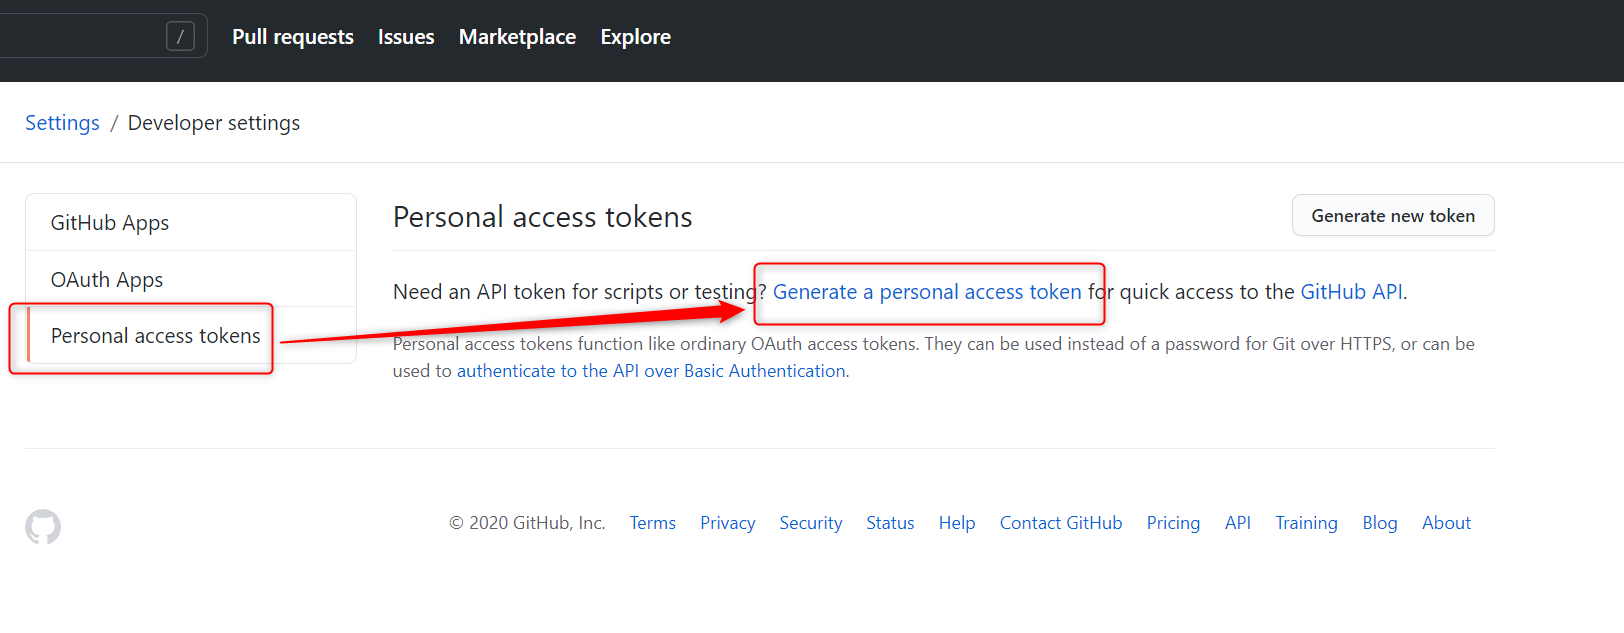 / Pull requests Issues Marketplace Explore
Settings / Developer settings
GitHub Apps
OAuth Apps
Personal access tokens
Personal access tokens
Generate new token
Need an API token for scripts or testing? Generate a personal access token for quick access to the GitHub API.
Personal access tokens function like ordinary OAuth access tokens. They can be used instead of a password for Git over HTTPS, or can be
used to authenticate to the API over Basic Authentication.
© 2020 GitHub, Inc. Terms Privacy Security Status Help Contact GitHub Pricing API Training Blog About